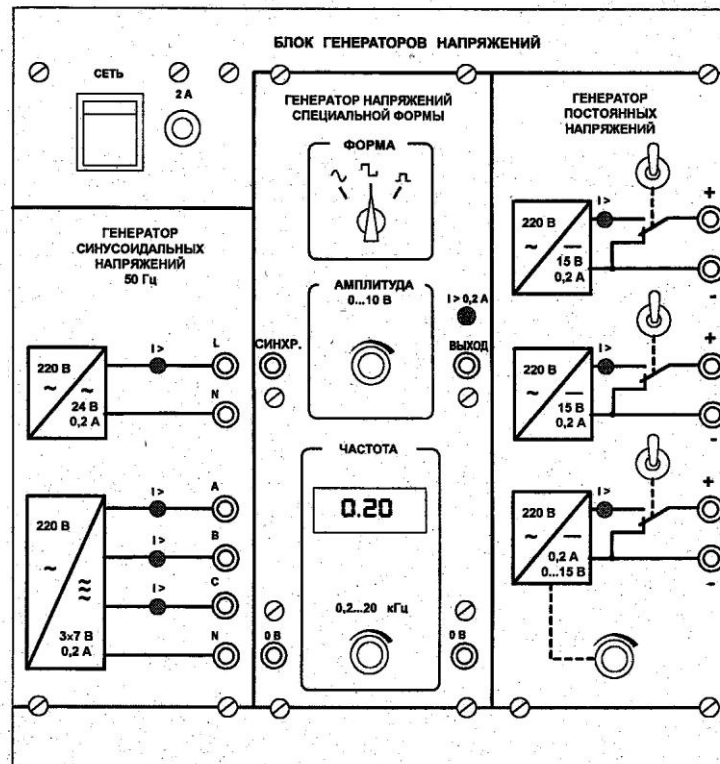 БЛОК ГЕНЕРАТОРОВ НАПРЯЖЕНИЙ
СЕТЬ
2 А
ГЕНЕРАТОР
СИНУСОИДАЛЬНЫХ
НАПРЯЖЕНИЙ
50 Гц
220 В
~
~
24 В
0,2 А
I >
L
N
220 В
~
3×7 В
0,2 А
I >
A
I >
B
I >
C
N
ГЕНЕРАТОР НАПРЯЖЕНИЙ
СПЕЦИАЛЬНОЙ ФОРМЫ
ФОРМА
АМПЛИТУДА
0...10 В
I > 0,2 А
СИНХР.
ВЫХОД
ЧАСТОТА
0.20
0,2...20 кГц
0 В
0 В
ГЕНЕРАТОР
ПОСТОЯННЫХ
НАПРЯЖЕНИЙ
220 В
~
15 В
0,2 А
I >
+
-
220 В
~
15 В
0,2 А
I >
+
-
220 В
~
0,2 А
0...15 В
I >
+
-